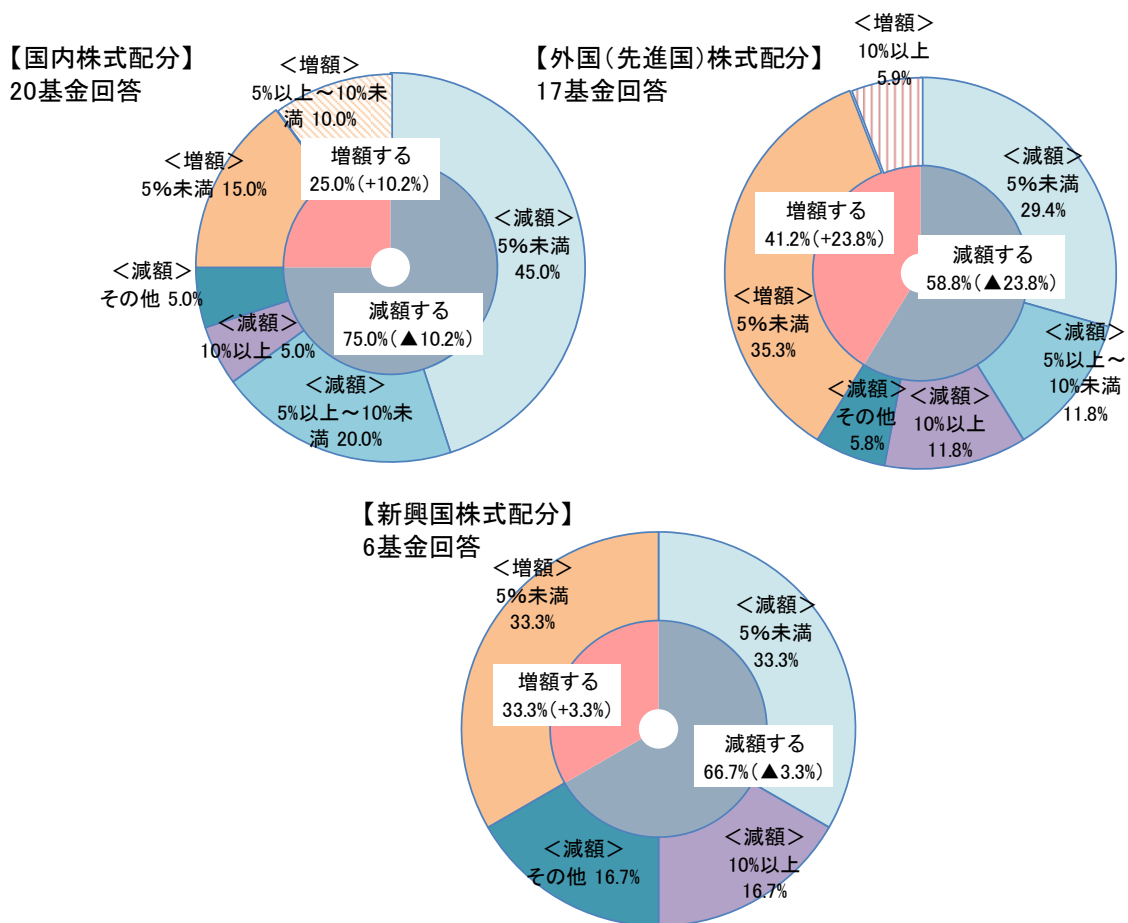 【国内株式配分】
20基金回答
＜増額＞
5%以上～10%未
満 10.0%
増額する
25.0%(+10.2%)
＜増額＞
5%未満 15.0%
＜減額＞
5%未満
45.0%
＜減額＞
その他 5.0%
減額する
75.0%(▲10.2%)
＜減額＞
10%以上 5.0%
＜減額＞
5%以上～10%未
満 20.0%
【外国(先進国)株式配分】
17基金回答
＜増額＞
10%以上
5.9%
＜減額＞
5%未満
29.4%
増額する
41.2%(+23.8%)
減額する
58.8%(▲23.8%)
＜増額＞
5%未満
35.3%
＜減額＞
5%以上～
10%未満
11.8%
＜減額＞
その他
5.8%
＜減額＞
10%以上
11.8%
【新興国株式配分】
6基金回答
＜増額＞
5%未満
33.3%
＜減額＞
5%未満
33.3%
増額する
33.3%(+3.3%)
減額する
66.7%(▲3.3%)
＜減額＞
その他 16.7%
＜減額＞
10%以上
16.7%